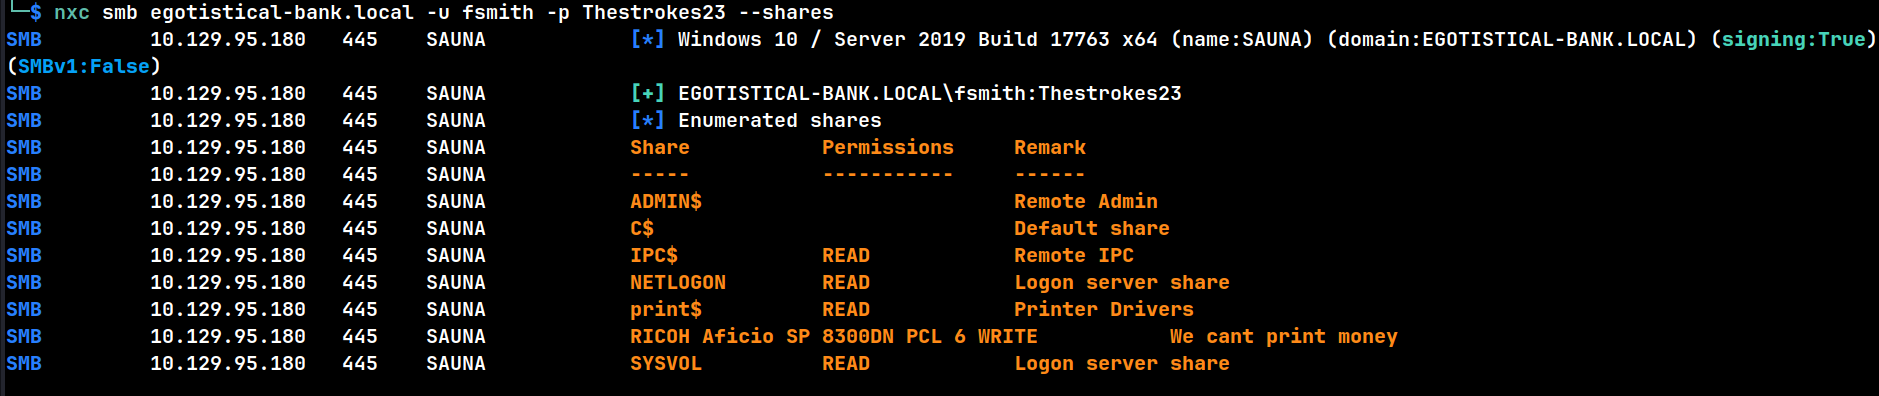 └─$ nxc smb egotistical-bank.local -u fsmith -p Thestrokes23 --shares
SMB         10.129.95.180   445    SAUNA            [*] Windows 10 / Server 2019 Build 17763 x64 (name:SAUNA) (domain:EGOTISTICAL-BANK.LOCAL) (signing:True)
(SMBv1:False)
SMB         10.129.95.180   445    SAUNA            [+] EGOTISTICAL-BANK.LOCAL\fsmith:Thestrokes23
SMB         10.129.95.180   445    SAUNA            [*] Enumerated shares
SMB         10.129.95.180   445    SAUNA            Share           Permissions     Remark
SMB         10.129.95.180   445    SAUNA            -----           -----------     ------
SMB         10.129.95.180   445    SAUNA            ADMIN$                          Remote Admin
SMB         10.129.95.180   445    SAUNA            C$                              Default share
SMB         10.129.95.180   445    SAUNA            IPC$            READ            Remote IPC
SMB         10.129.95.180   445    SAUNA            NETLOGON        READ            Logon server share
SMB         10.129.95.180   445    SAUNA            print$          READ            Printer Drivers
SMB         10.129.95.180   445    SAUNA            RICOH Aficio SP 8300DN PCL 6 WRITE           We cant print money
SMB         10.129.95.180   445    SAUNA            SYSVOL          READ            Logon server share